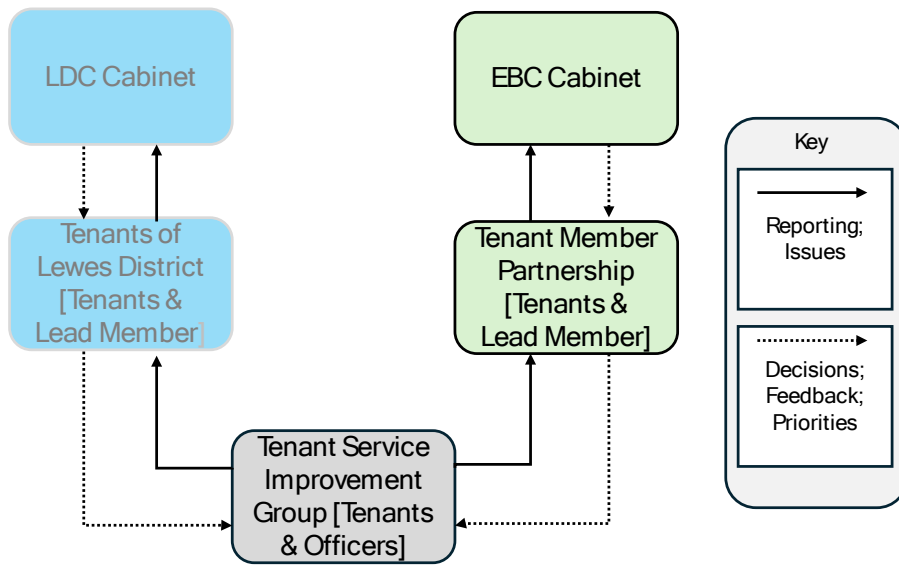 LDC Cabinet
EBC Cabinet
Tenants of
Lewes District
[Tenants &
Lead Member]
Tenant Member
Partnership
[Tenants &
Lead Member]
Tenant Service
Improvement
Group [Tenants
& Officers]
Key
Reporting;
Issues
Decisions;
Feedback;
Priorities